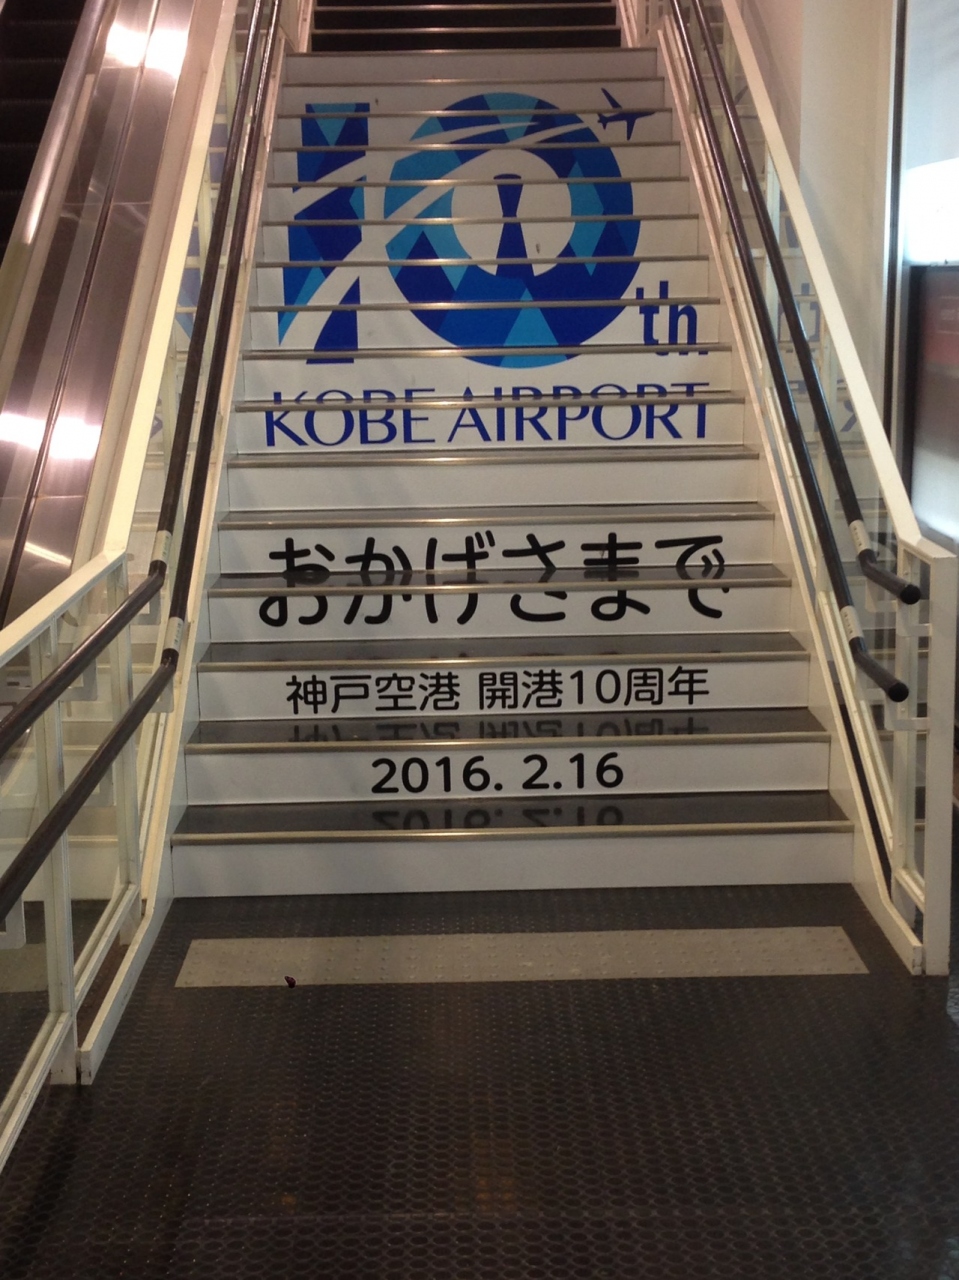 10th
KOBE AIRPORT
おかげさまで
神戸空港 開港10周年
2016. 2.16